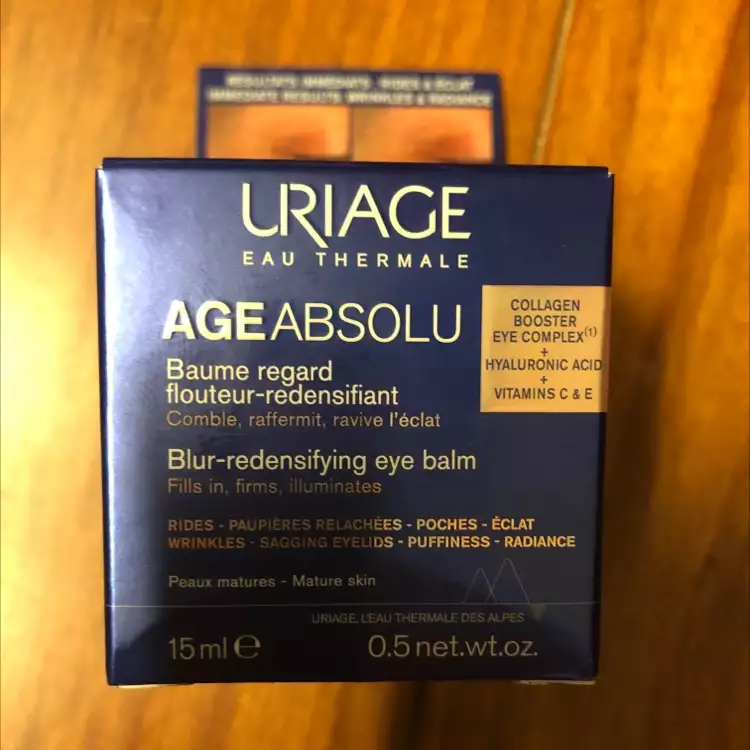 RÉSULTATS IMMÉDIATS : RIDES & ÉCLAT
IMMEDIATE RESULTS: WRINKLES & RADIANCE
URIAGE
EAU THERMALE
AGE ABSOLU
COLLAGEN
BOOSTER
EYE COMPLEX(1)
+
HYALURONIC ACID
+
VITAMINS C & E
Baume regard
flouteur-redensifiant
Comble, raffermit, ravive l'éclat
Blur-redensifying eye balm
Fills in, firms, illuminates
RIDES - PAUPIÈRES RELACHÉES - POCHES - ÉCLAT
WRINKLES - SAGGING EYELIDS - PUFFINESS - RADIANCE
Peaux matures - Mature skin
URIAGE, L'EAU THERMALE DES ALPES
15 ml ℮ 0.5 net.wt.oz.